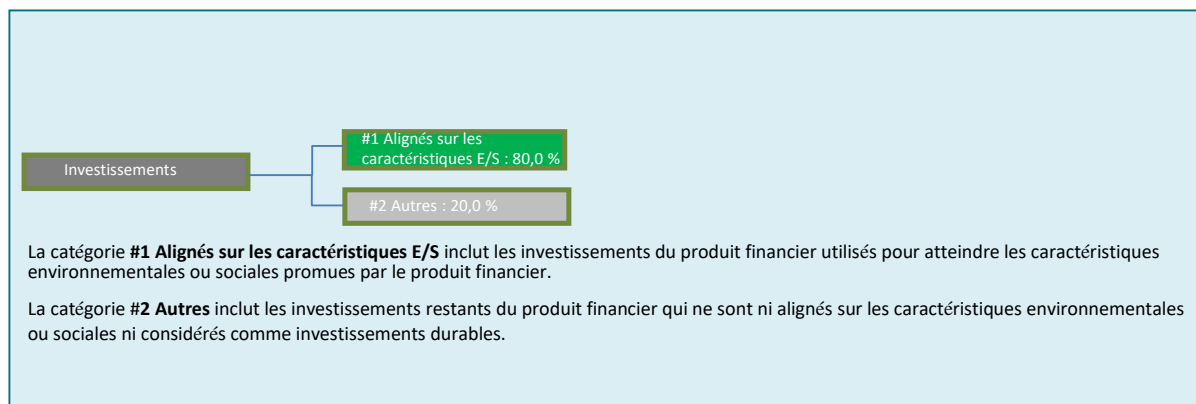 #1 Alignés sur les
caractéristiques E/S : 80,0 %
Investissements
#2 Autres : 20,0 %
La catégorie #1 Alignés sur les caractéristiques E/S inclut les investissements du produit financier utilisés pour atteindre les caractéristiques
environnementales ou sociales promues par le produit financier.
La catégorie #2 Autres inclut les investissements restants du produit financier qui ne sont ni alignés sur les caractéristiques environnementales
ou sociales ni considérés comme investissements durables.